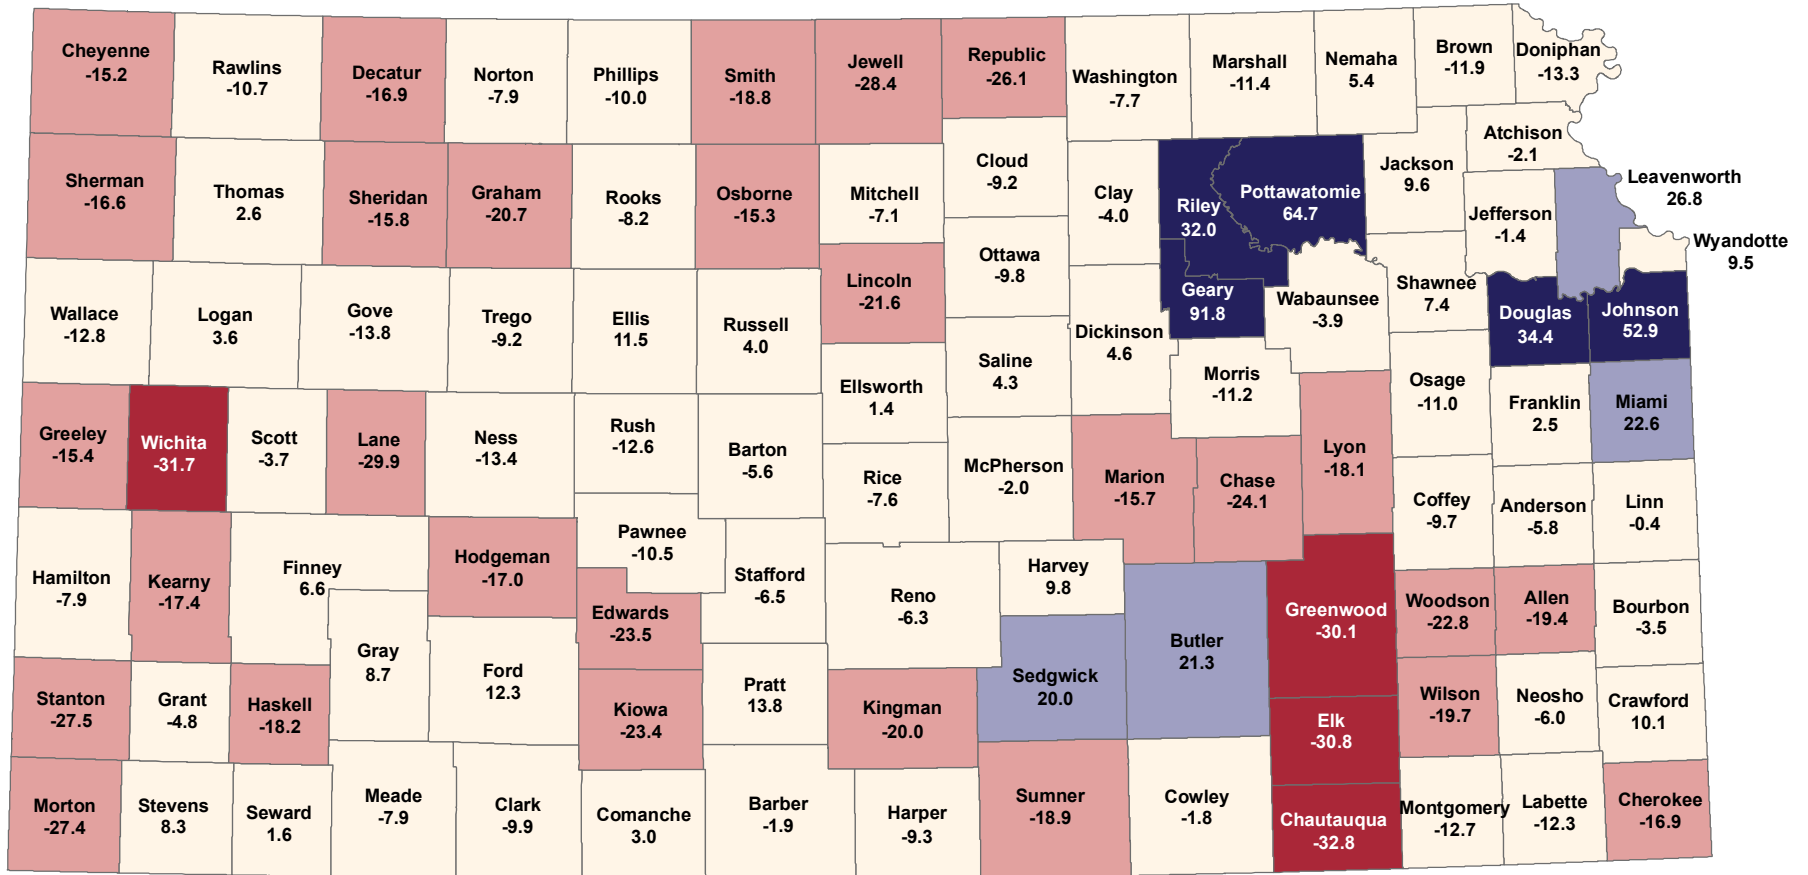 Cheyenne
-15.2
Rawlins
-10.7
Decatur
-16.9
Norton
-7.9
Phillips
-10.0
Smith
-18.8
Jewell
-28.4
Republic
-26.1
Washington
-7.7
Marshall
-11.4
Nemaha
5.4
Brown
-11.9
Doniphan
-13.3
Sherman
-16.6
Thomas
2.6
Sheridan
-15.8
Graham
-20.7
Rooks
-8.2
Osborne
-15.3
Mitchell
-7.1
Cloud
-9.2
Clay
-4.0
Riley
32.0
Pottawatomie
64.7
Jackson
9.6
Atchison
-2.1
Jefferson
-1.4
Leavenworth
26.8
Wyandotte
9.5
Wallace
-12.8
Logan
3.6
Gove
-13.8
Trego
-9.2
Ellis
11.5
Russell
4.0
Lincoln
-21.6
Ottawa
-9.8
Saline
4.3
Dickinson
4.6
Geary
91.8
Wabaunsee
-3.9
Shawnee
7.4
Douglas
34.4
Johnson
52.9
Greeley
-15.4
Wichita
-31.7
Scott
-3.7
Lane
-29.9
Ness
-13.4
Rush
-12.6
Barton
-5.6
Ellsworth
1.4
Rice
-7.6
McPherson
-2.0
Marion
-15.7
Morris
-11.2
Chase
-24.1
Lyon
-18.1
Osage
-11.0
Franklin
2.5
Miami
22.6
Coffey
-9.7
Anderson
-5.8
Linn
-0.4
Hamilton
-7.9
Kearny
-17.4
Finney
6.6
Hodgeman
-17.0
Pawnee
-10.5
Edwards
-23.5
Stafford
-6.5
Reno
-6.3
Harvey
9.8
Butler
21.3
Greenwood
-30.1
Woodson
-22.8
Allen
-19.4
Bourbon
-3.5
Stanton
-27.5
Grant
-4.8
Haskell
-18.2
Gray
8.7
Ford
12.3
Kiowa
-23.4
Pratt
13.8
Kingman
-20.0
Sedgwick
20.0
Elk
-30.8
Wilson
-19.7
Neosho
-6.0
Crawford
10.1
Morton
-27.4
Stevens
8.3
Seward
1.6
Meade
-7.9
Clark
-9.9
Comanche
3.0
Barber
-1.9
Harper
-9.3
Sumner
-18.9
Cowley
-1.8
Chautauqua
-32.8
Montgomery
-12.7
Labette
-12.3
Cherokee
-16.9